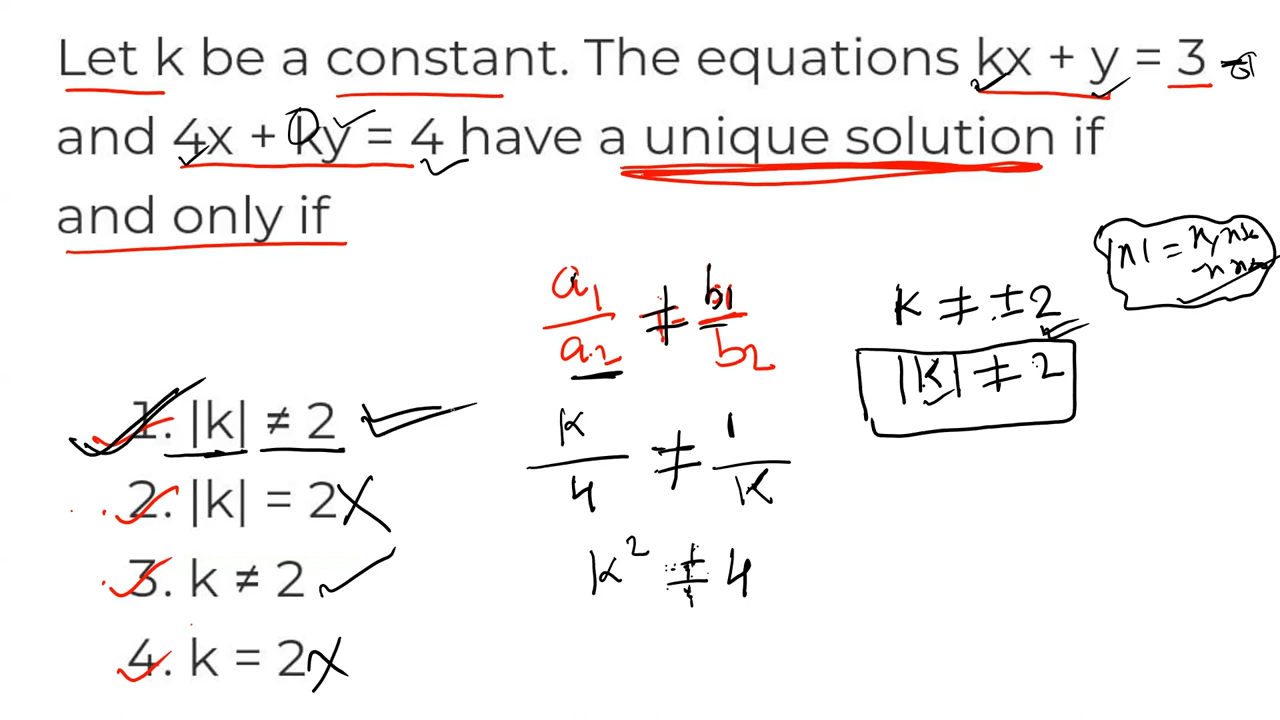 Let k be a constant. The equations kx + y = 3
and 4x + ky = 4 have a unique solution if
and only if
|n| =
a₁/a₂ ≠ b₁/b₂
k ≠ ±2
|k| ≠ 2
1. |k| ≠ 2
k/4 ≠ 1/k
2. |k| = 2
k² ≠ 4
3. k ≠ 2
4. k = 2